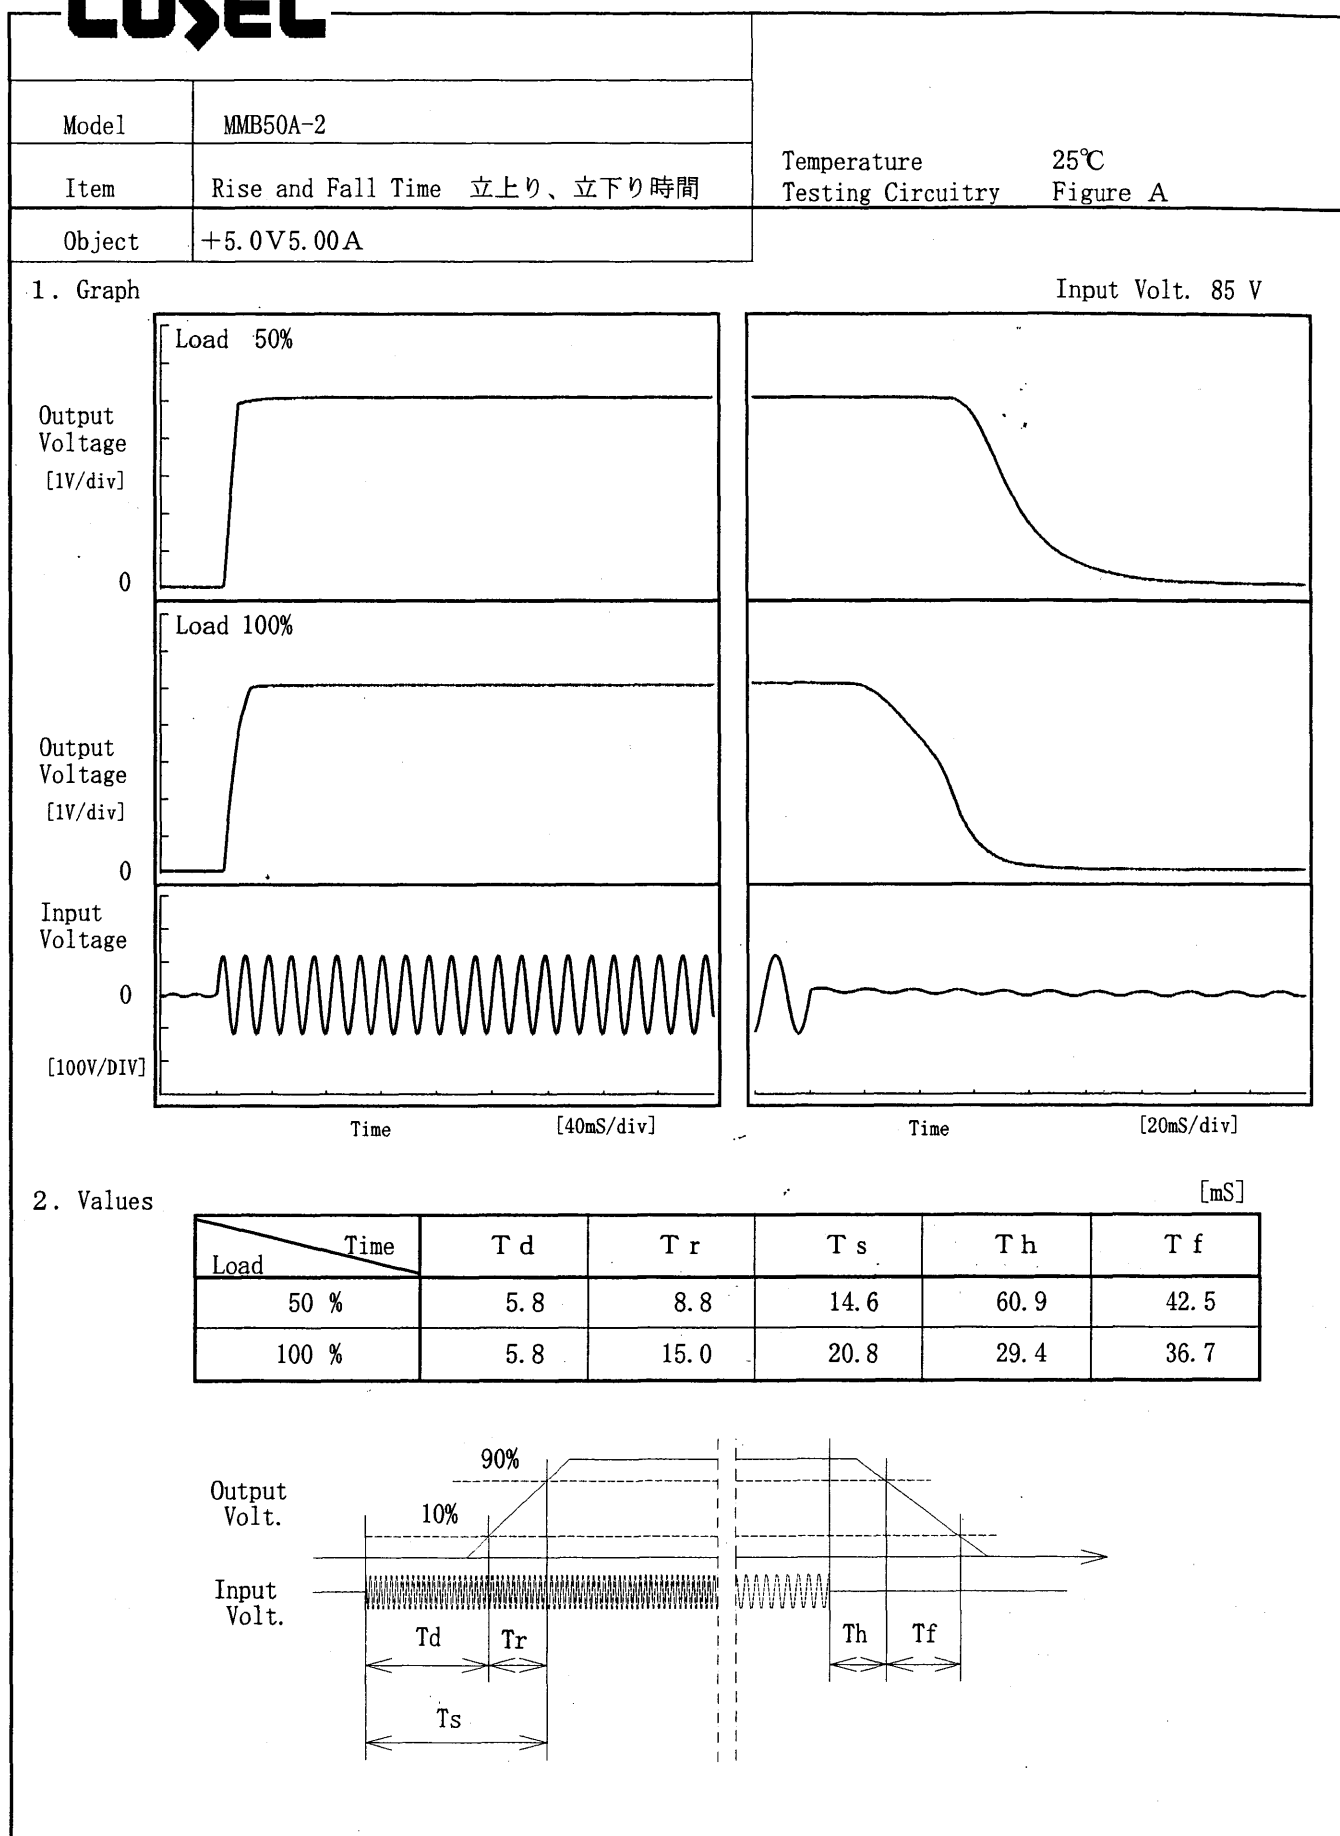 COSEL
Model MMB50A-2
Item Rise and Fall Time 立上り、立下り時間
Temperature 25℃
Testing Circuitry Figure A
Object +5.0V5.00A
1. Graph
Input Volt. 85 V
Load 50%
Output
Voltage
[1V/div]
0
Load 100%
Output
Voltage
[1V/div]
0
Input
Voltage
0
[100V/DIV]
Time [40mS/div]
Time [20mS/div]
2. Values
[mS]
Time
Load
Td Tr Ts Th Tf
50 % 5.8 8.8 14.6 60.9 42.5
100 % 5.8 15.0 20.8 29.4 36.7
90%
Output
Volt.
10%
Input
Volt.
Td Tr Th Tf
Ts